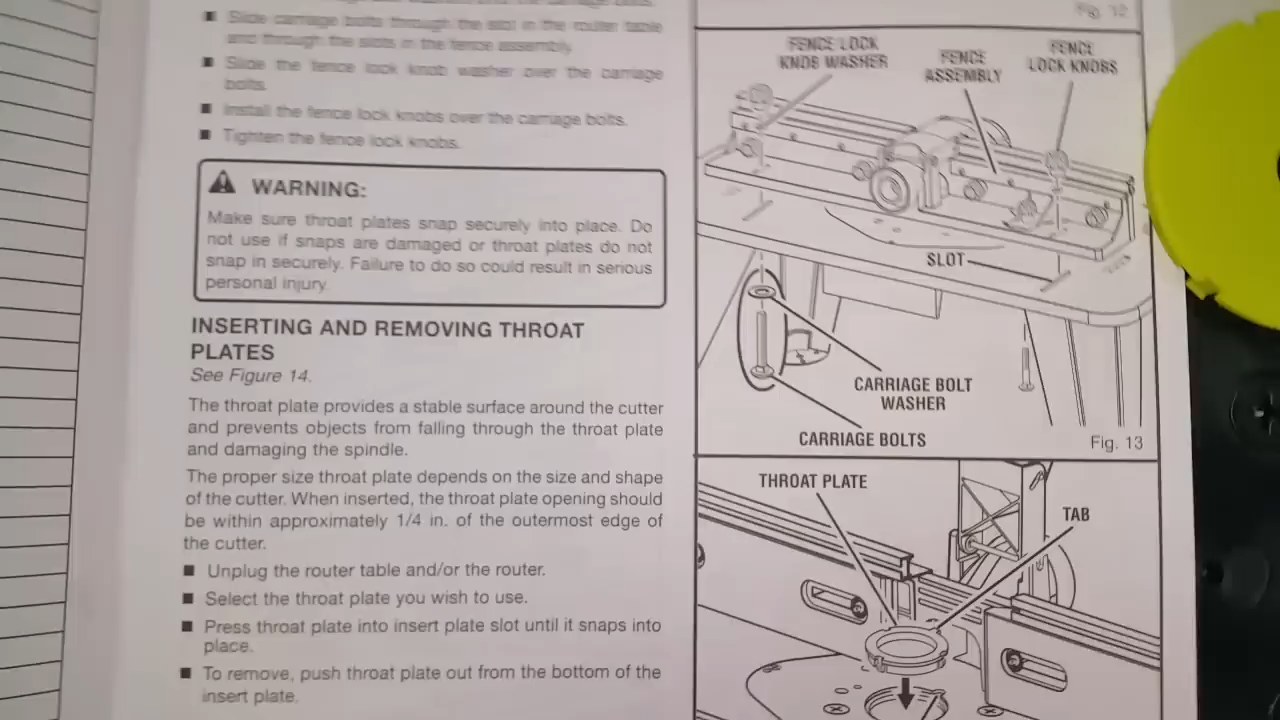 carriage bolts.
■ Slide carriage bolts through the slot in the router table
and through the slots in the fence assembly.
■ Slide the fence lock knob washer over the carriage
bolts.
■ Install the fence lock knobs over the carriage bolts.
■ Tighten the fence lock knobs.
WARNING:
Make sure throat plates snap securely into place. Do
not use if snaps are damaged or throat plates do not
snap in securely. Failure to do so could result in serious
personal injury.
INSERTING AND REMOVING THROAT
PLATES
See Figure 14.
The throat plate provides a stable surface around the cutter
and prevents objects from falling through the throat plate
and damaging the spindle.
The proper size throat plate depends on the size and shape
of the cutter. When inserted, the throat plate opening should
be within approximately 1/4 in. of the outermost edge of
the cutter.
■ Unplug the router table and/or the router.
■ Select the throat plate you wish to use.
■ Press throat plate into insert plate slot until it snaps into
place.
■ To remove, push throat plate out from the bottom of the
insert plate.
Fig. 12
FENCE LOCK
KNOB WASHER
FENCE
ASSEMBLY
FENCE
LOCK KNOBS
SLOT
CARRIAGE BOLT
WASHER
CARRIAGE BOLTS
Fig. 13
THROAT PLATE
TAB